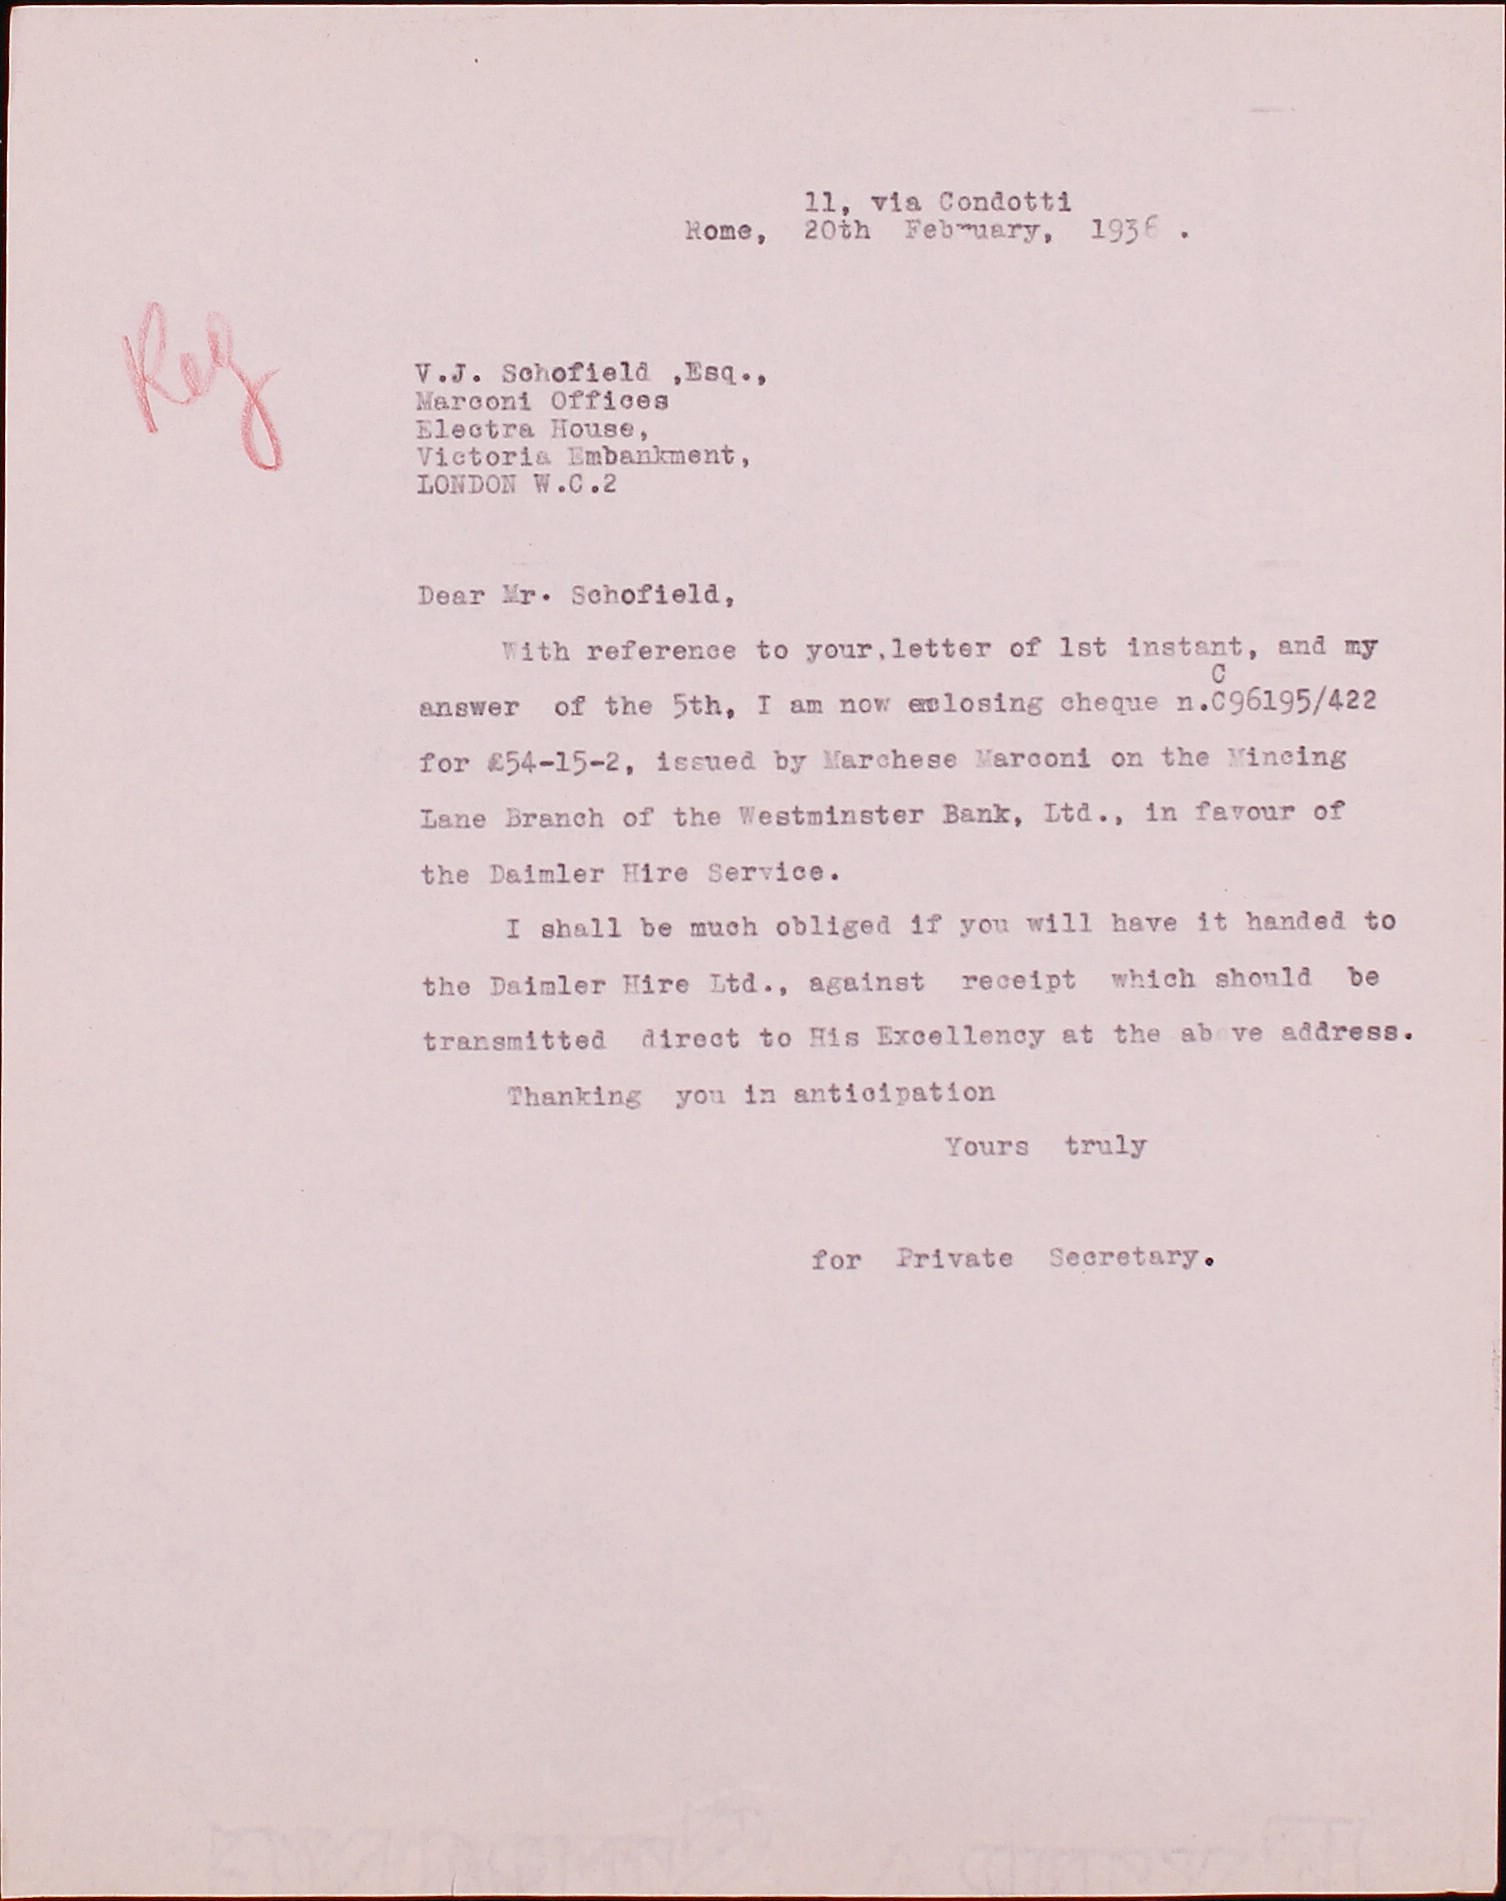 11, via Condotti
Rome, 20th February, 1936.
Reg
V.J. Schofield ,Esq.,
Marconi Offices
Electra House,
Victoria Embankment,
LONDON W.C.2
Dear Mr. Schofield,
With reference to your.letter of 1st instant, and my
C
answer of the 5th, I am now enclosing cheque n.C96195/422
for £54-15-2, issued by Marchese Marconi on the Mincing
Lane Branch of the Westminster Bank, Ltd., in favour of
the Daimler Hire Service.
I shall be much obliged if you will have it handed to
the Daimler Hire Ltd., against receipt which should be
transmitted direct to His Excellency at the above address.
Thanking you in anticipation
Yours truly
for Private Secretary.